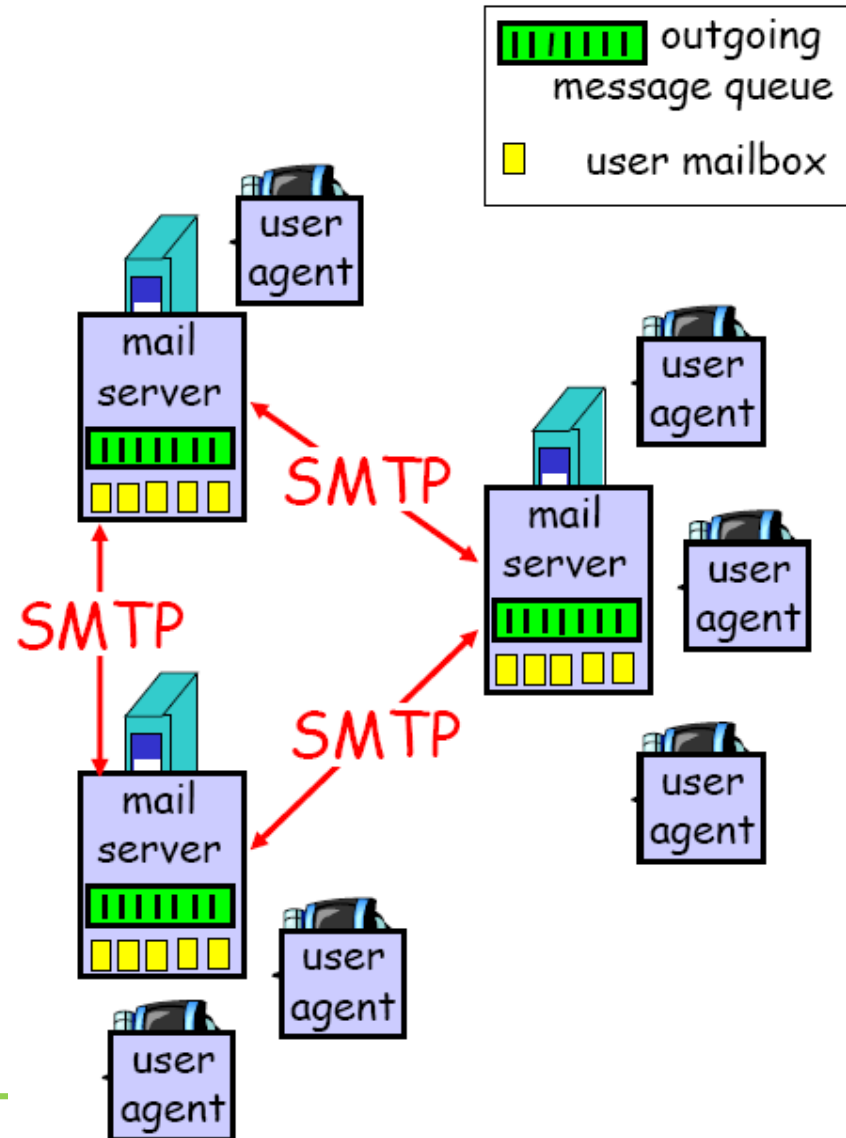 outgoing
message queue
user mailbox
user
agent
mail
server
user
agent
SMTP
mail
server
user
agent
SMTP
SMTP
user
agent
mail
server
user
agent
user
agent